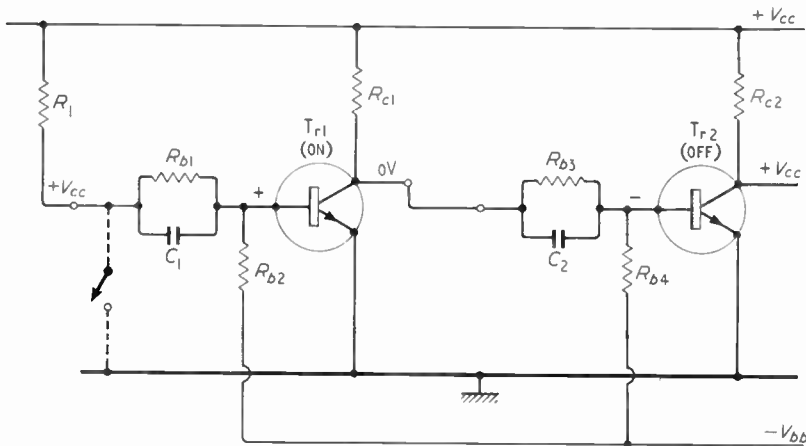 + Vcc
R1
Rc1
Rc2
Tr1
(ON)
Tr2
(OFF)
Rb1
0V
Rb3
+Vcc
+Vcc
+
−
C1
C2
Rb2
Rb4
−Vbb